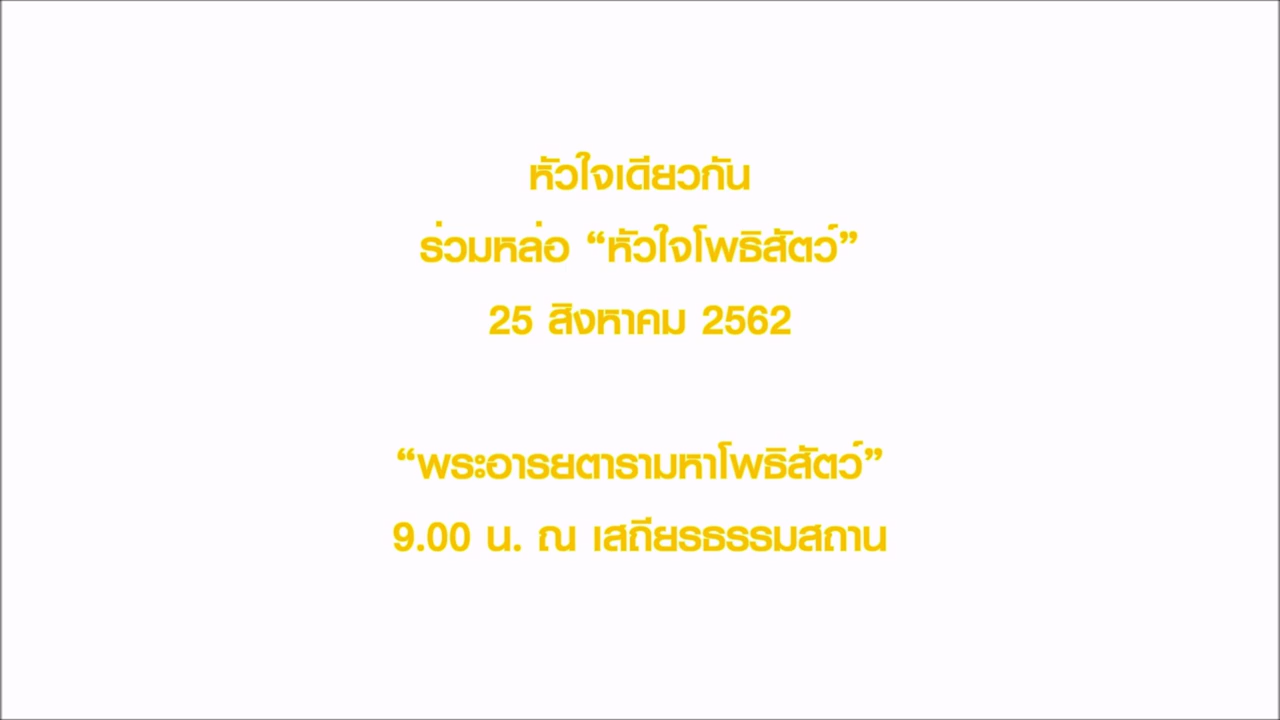 หัวใจเดียวกัน
ร่วมหล่อ “หัวใจโพธิสัตว์”
25 สิงหาคม 2562
“พระอารยตารามหาโพธิสัตว์”
9.00 น. ณ เสถียรธรรมสถาน